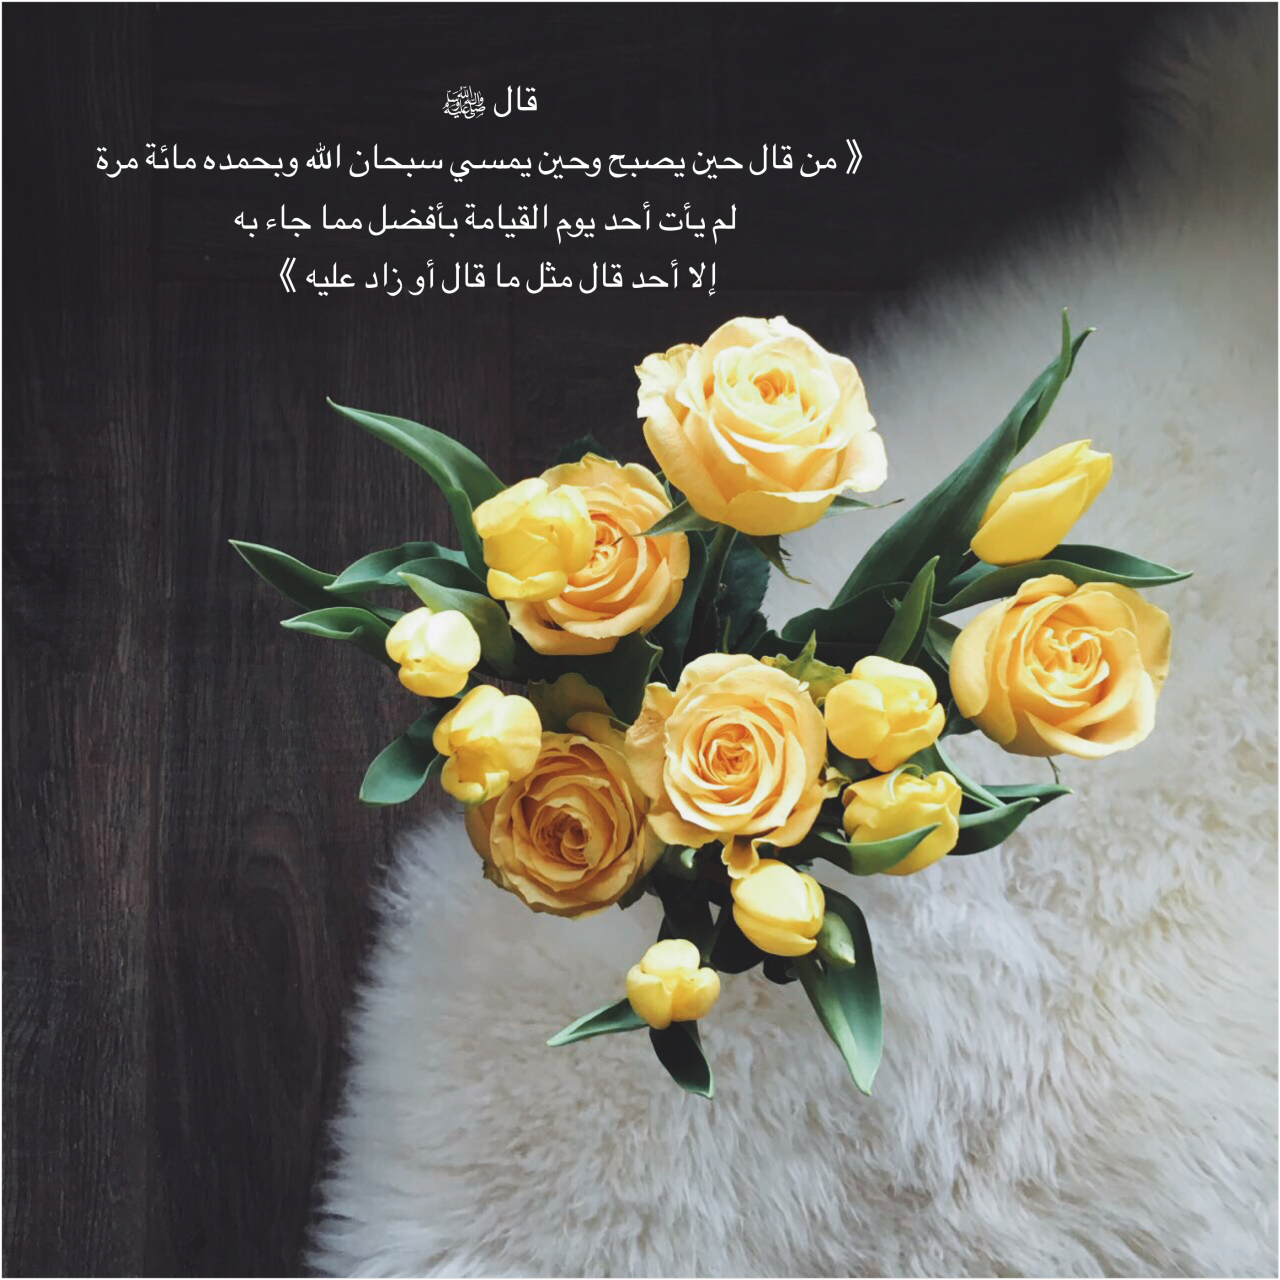 قال ﷺ
《 من قال حين يصبح وحين يمسي سبحان الله وبحمده مائة مرة
لم يأت أحد يوم القيامة بأفضل مما جاء به
إلا أحد قال مثل ما قال أو زاد عليه 》